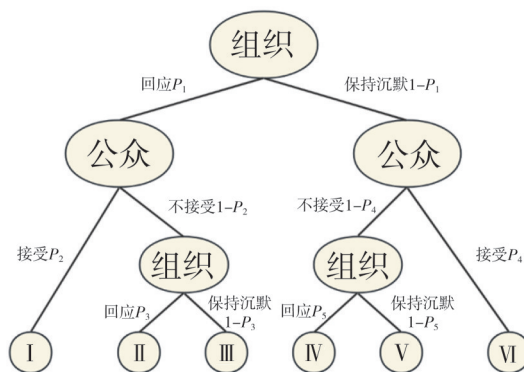 组织
回应P₁
保持沉默1-P₁
公众
公众
不接受1-P₂
不接受1-P₄
接受P₂
组织
组织
接受P₄
回应P₃
保持沉默
1-P₃
回应P₅
保持沉默
1-P₅
Ⅰ
Ⅱ
Ⅲ
Ⅳ
Ⅴ
Ⅵ